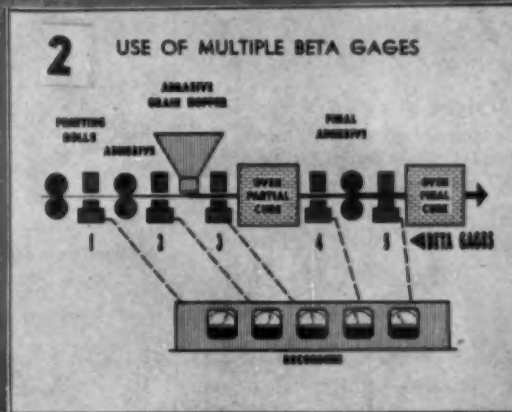 2
USE OF MULTIPLE BETA GAGES
ABRASIVE
GRAIN HOPPER
PRINTING
ROLLS
ADHESIVE
FINAL
ADHESIVE
OVEN
PARTIAL
CURE
OVEN
FINAL
CURE
1
2
3
4
5
BETA GAGES
RECORDERS